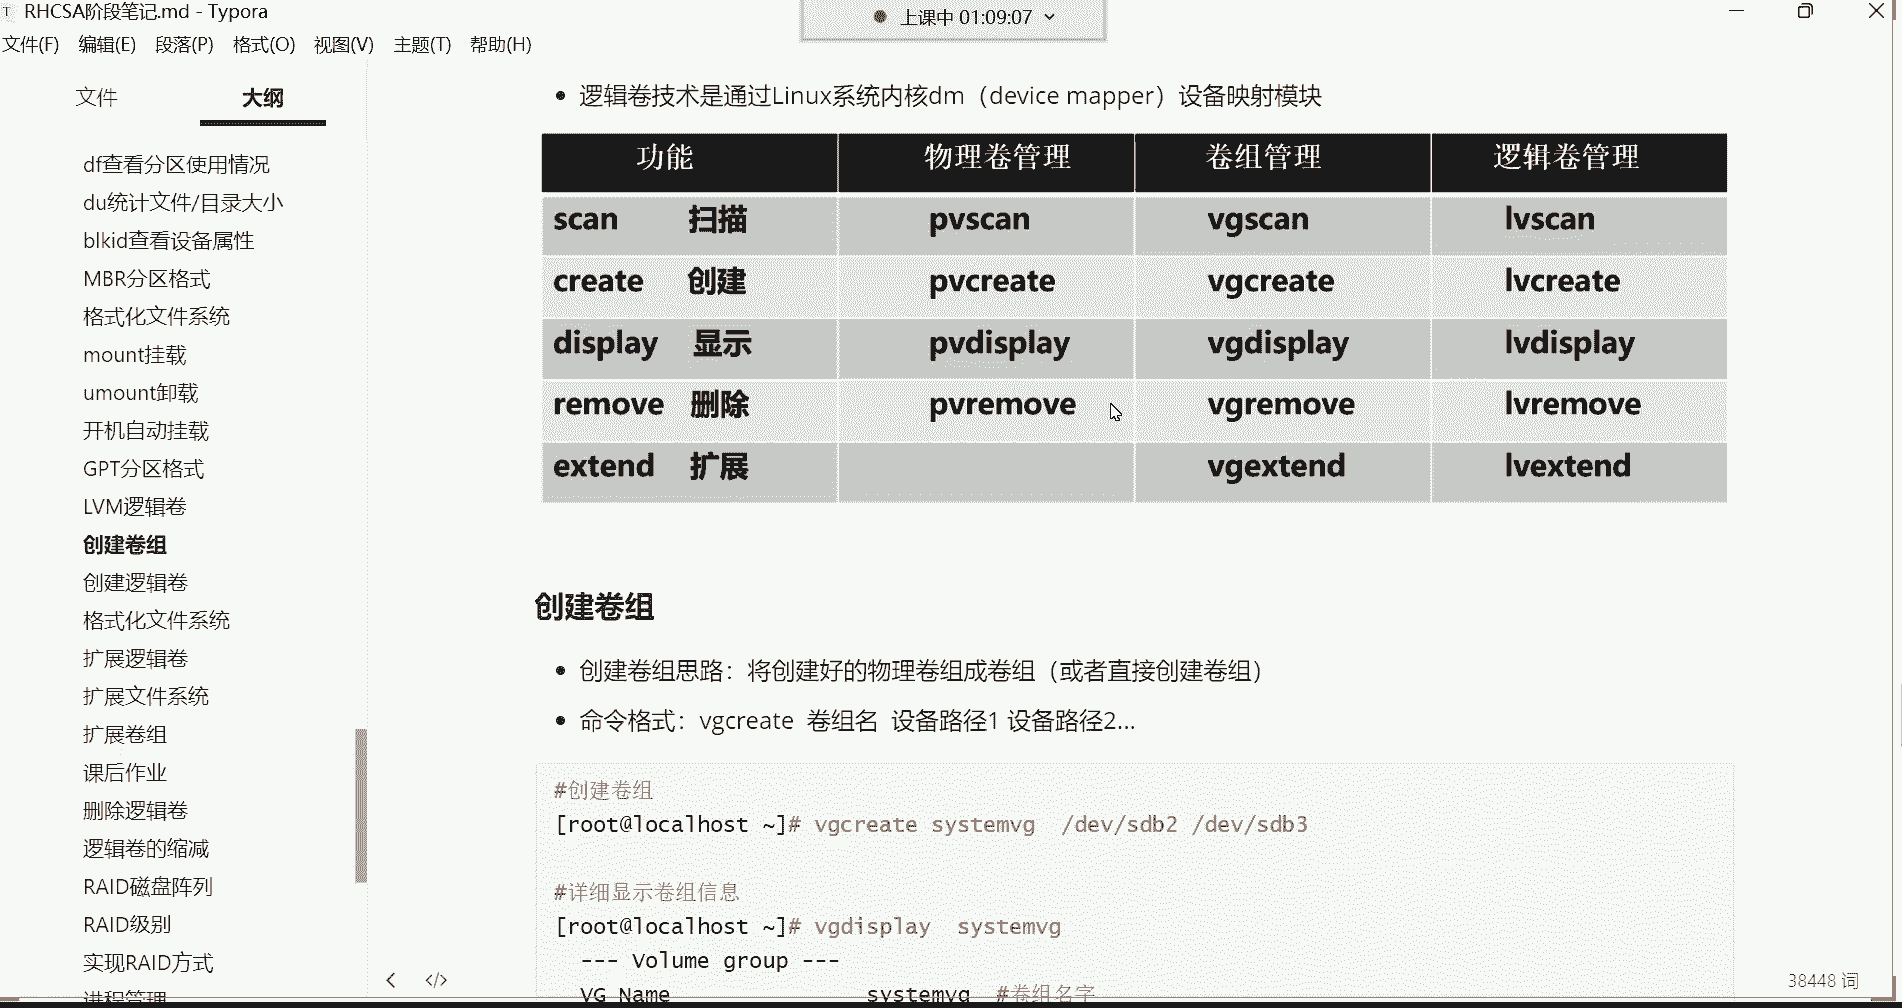 RHCSA阶段笔记.md - Typora
上课中 01:09:07
文件(F) 编辑(E) 段落(P) 格式(O) 视图(V) 主题(T) 帮助(H)
文件 大纲
df查看分区使用情况
du统计文件/目录大小
blkid查看设备属性
MBR分区格式
格式化文件系统
mount挂载
umount卸载
开机自动挂载
GPT分区格式
LVM逻辑卷
创建卷组
创建逻辑卷
格式化文件系统
扩展逻辑卷
扩展文件系统
扩展卷组
课后作业
删除逻辑卷
逻辑卷的缩减
RAID磁盘阵列
RAID级别
实现RAID方式
进程管理
逻辑卷技术是通过Linux系统内核dm（device mapper）设备映射模块
功能 物理卷管理 卷组管理 逻辑卷管理
scan 扫描 pvscan vgscan lvscan
create 创建 pvcreate vgcreate lvcreate
display 显示 pvdisplay vgdisplay lvdisplay
remove 删除 pvremove vgremove lvremove
extend 扩展 vgextend lvextend
创建卷组
创建卷组思路：将创建好的物理卷组成卷组（或者直接创建卷组）
命令格式：vgcreate 卷组名 设备路径1 设备路径2...
#创建卷组
[root@localhost ~]# vgcreate systemvg /dev/sdb2 /dev/sdb3
#详细显示卷组信息
[root@localhost ~]# vgdisplay systemvg
--- Volume group ---
VG Name systemvg #卷组名字
38448 词